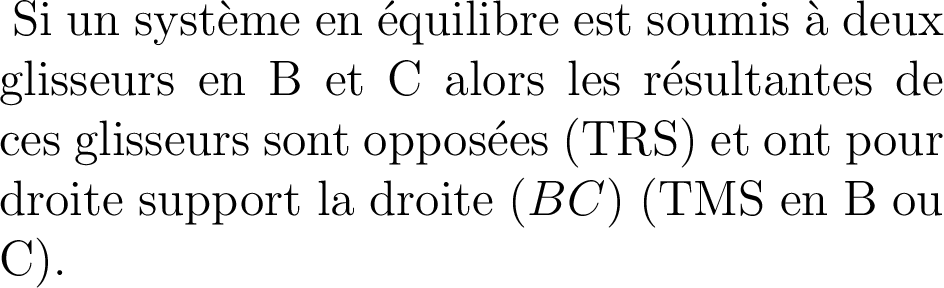 Si un système en équilibre est soumis à deux
glisseurs en B et C alors les résultantes de
ces glisseurs sont opposées (TRS) et ont pour
droite support la droite (BC) (TMS en B ou
C).